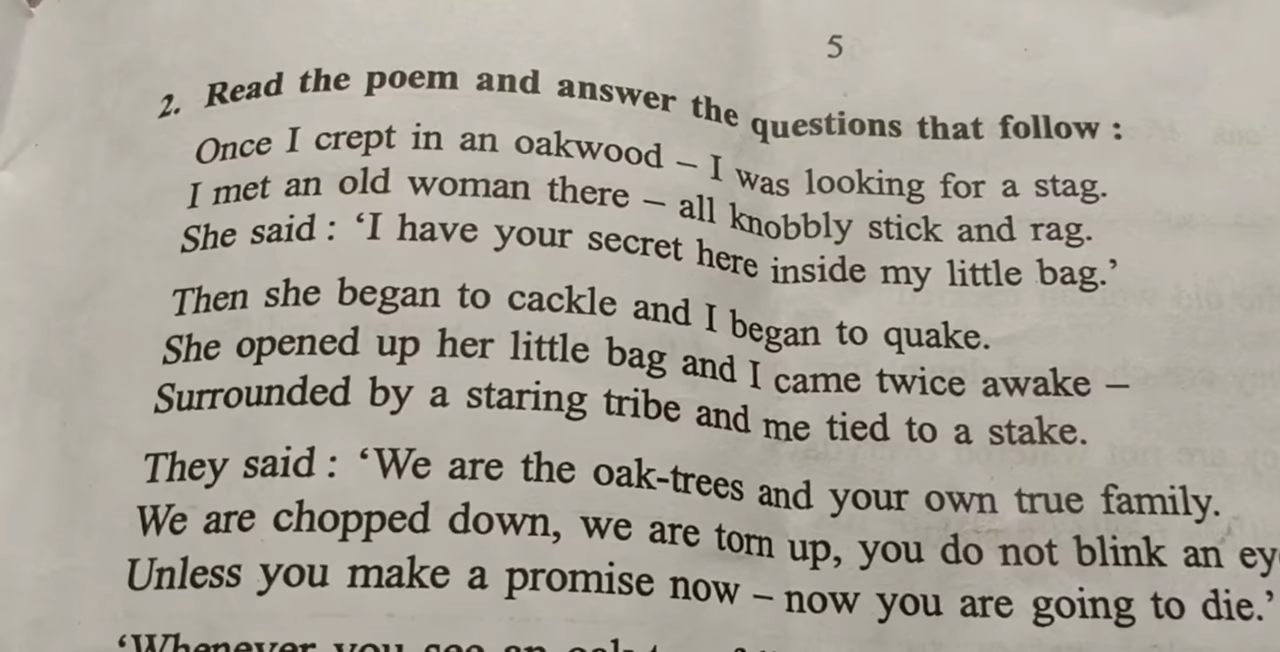 5
2. Read the poem and answer the questions that follow :
Once I crept in an oakwood – I was looking for a stag.
I met an old woman there – all knobbly stick and rag.
She said : ‘I have your secret here inside my little bag.’
Then she began to cackle and I began to quake.
She opened up her little bag and I came twice awake –
Surrounded by a staring tribe and me tied to a stake.
They said : ‘We are the oak-trees and your own true family.
We are chopped down, we are torn up, you do not blink an ey
Unless you make a promise now – now you are going to die.’
‘Whenever you see an oak-t